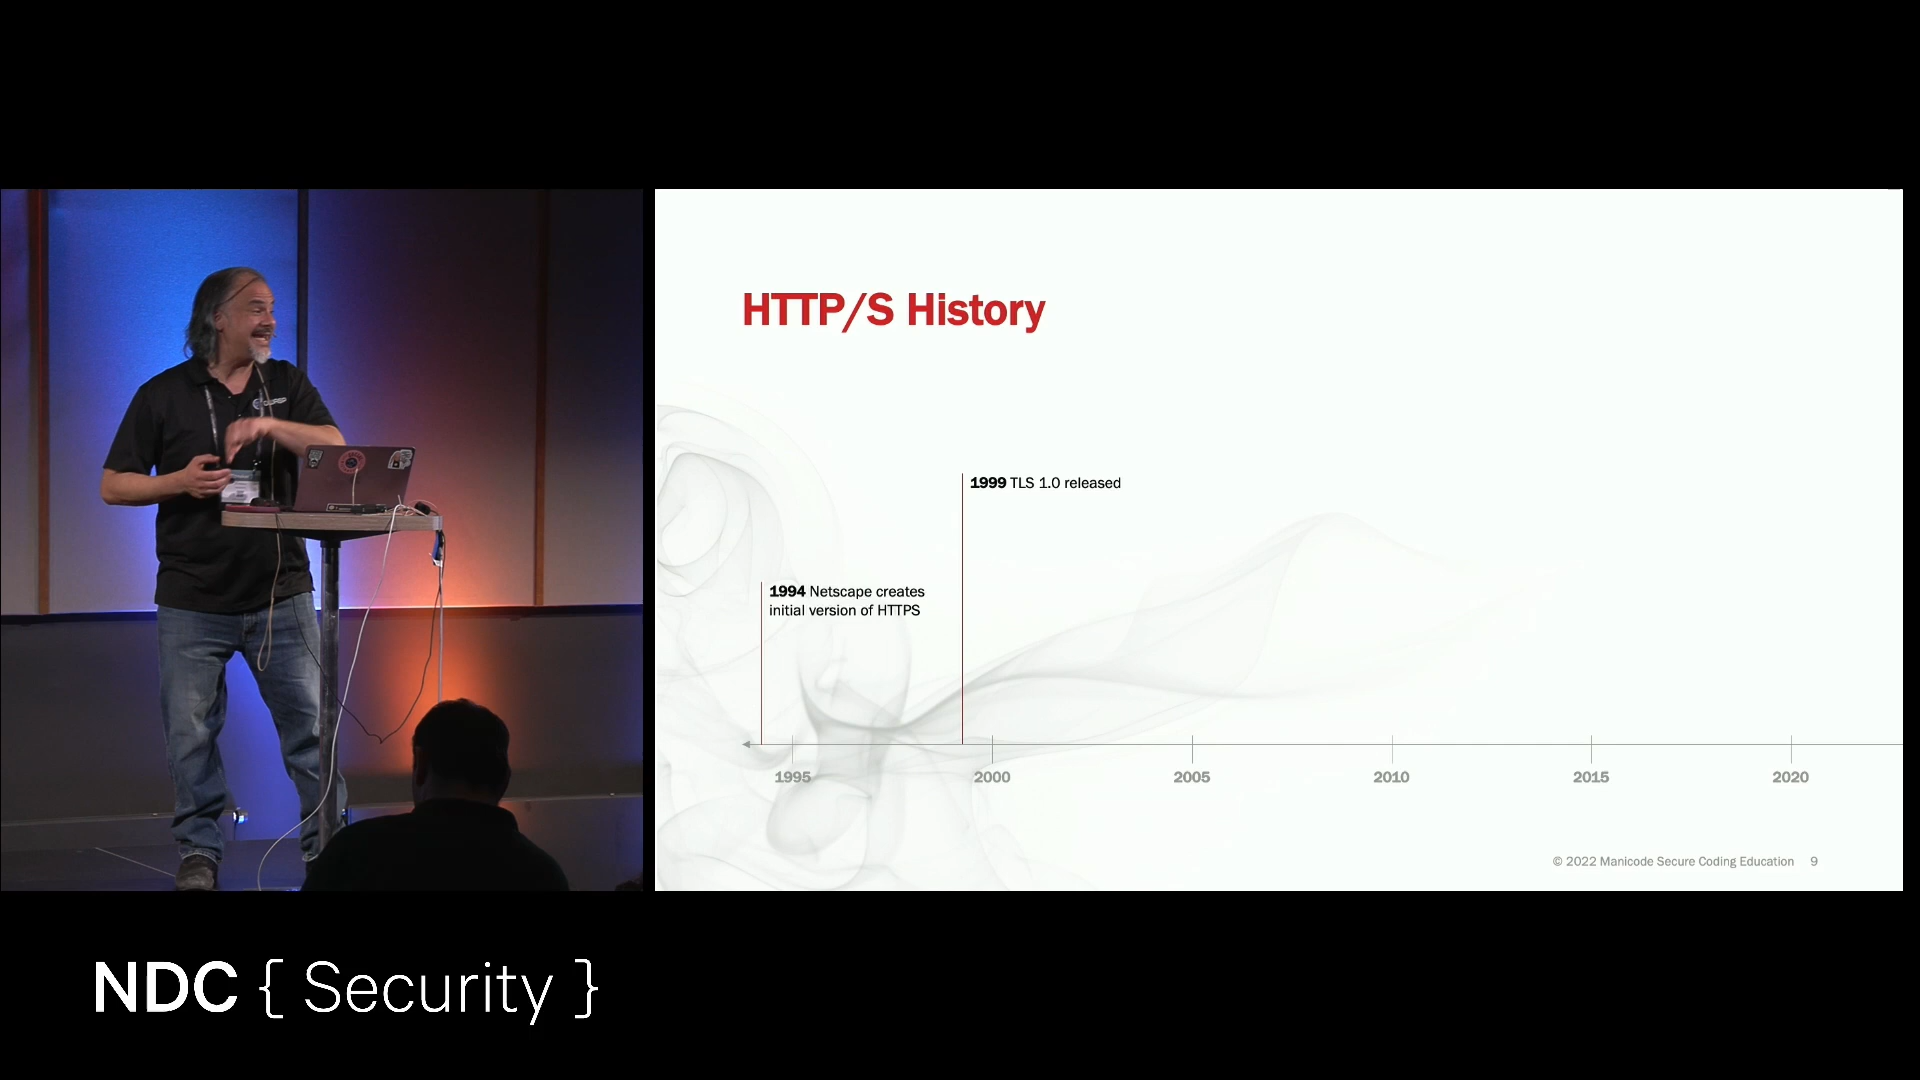 HTTP/S History
1999 TLS 1.0 released
1994 Netscape creates
initial version of HTTPS
1995
2000
2005
2010
2015
2020
© 2022 Manicode Secure Coding Education 9
OWASP
NDC { Security }